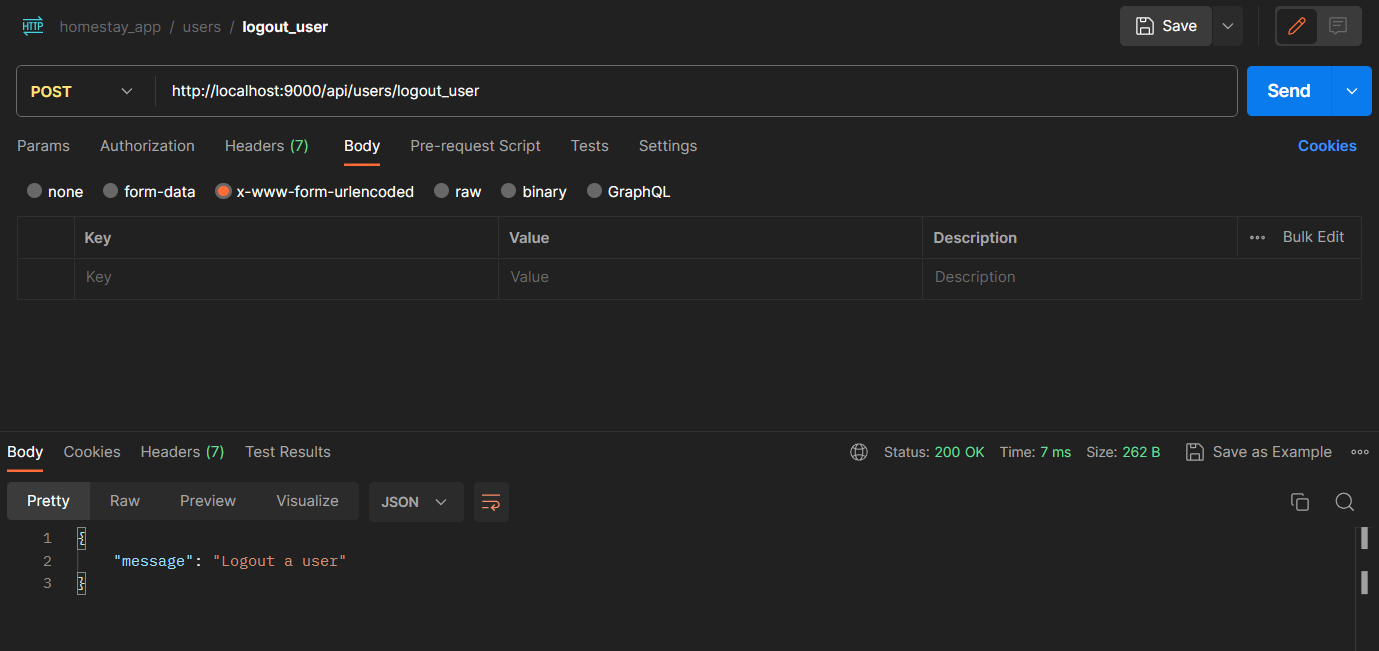 HTTP homestay_app / users / logout_user Save
POST http://localhost:9000/api/users/logout_user Send
Params Authorization Headers (7) Body Pre-request Script Tests Settings Cookies
none form-data x-www-form-urlencoded raw binary GraphQL
Key Value Description Bulk Edit
Key Value Description
Body Cookies Headers (7) Test Results Status: 200 OK Time: 7 ms Size: 262 B Save as Example
Pretty Raw Preview Visualize JSON
1 {
2 "message": "Logout a user"
3 }